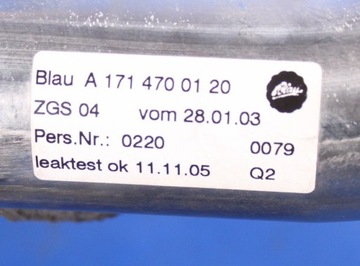 Blau A 171 470 01 20
Blau
ZGS 04 vom 28.01.03
Pers.Nr.: 0220 0079
leaktest ok 11.11.05 Q2